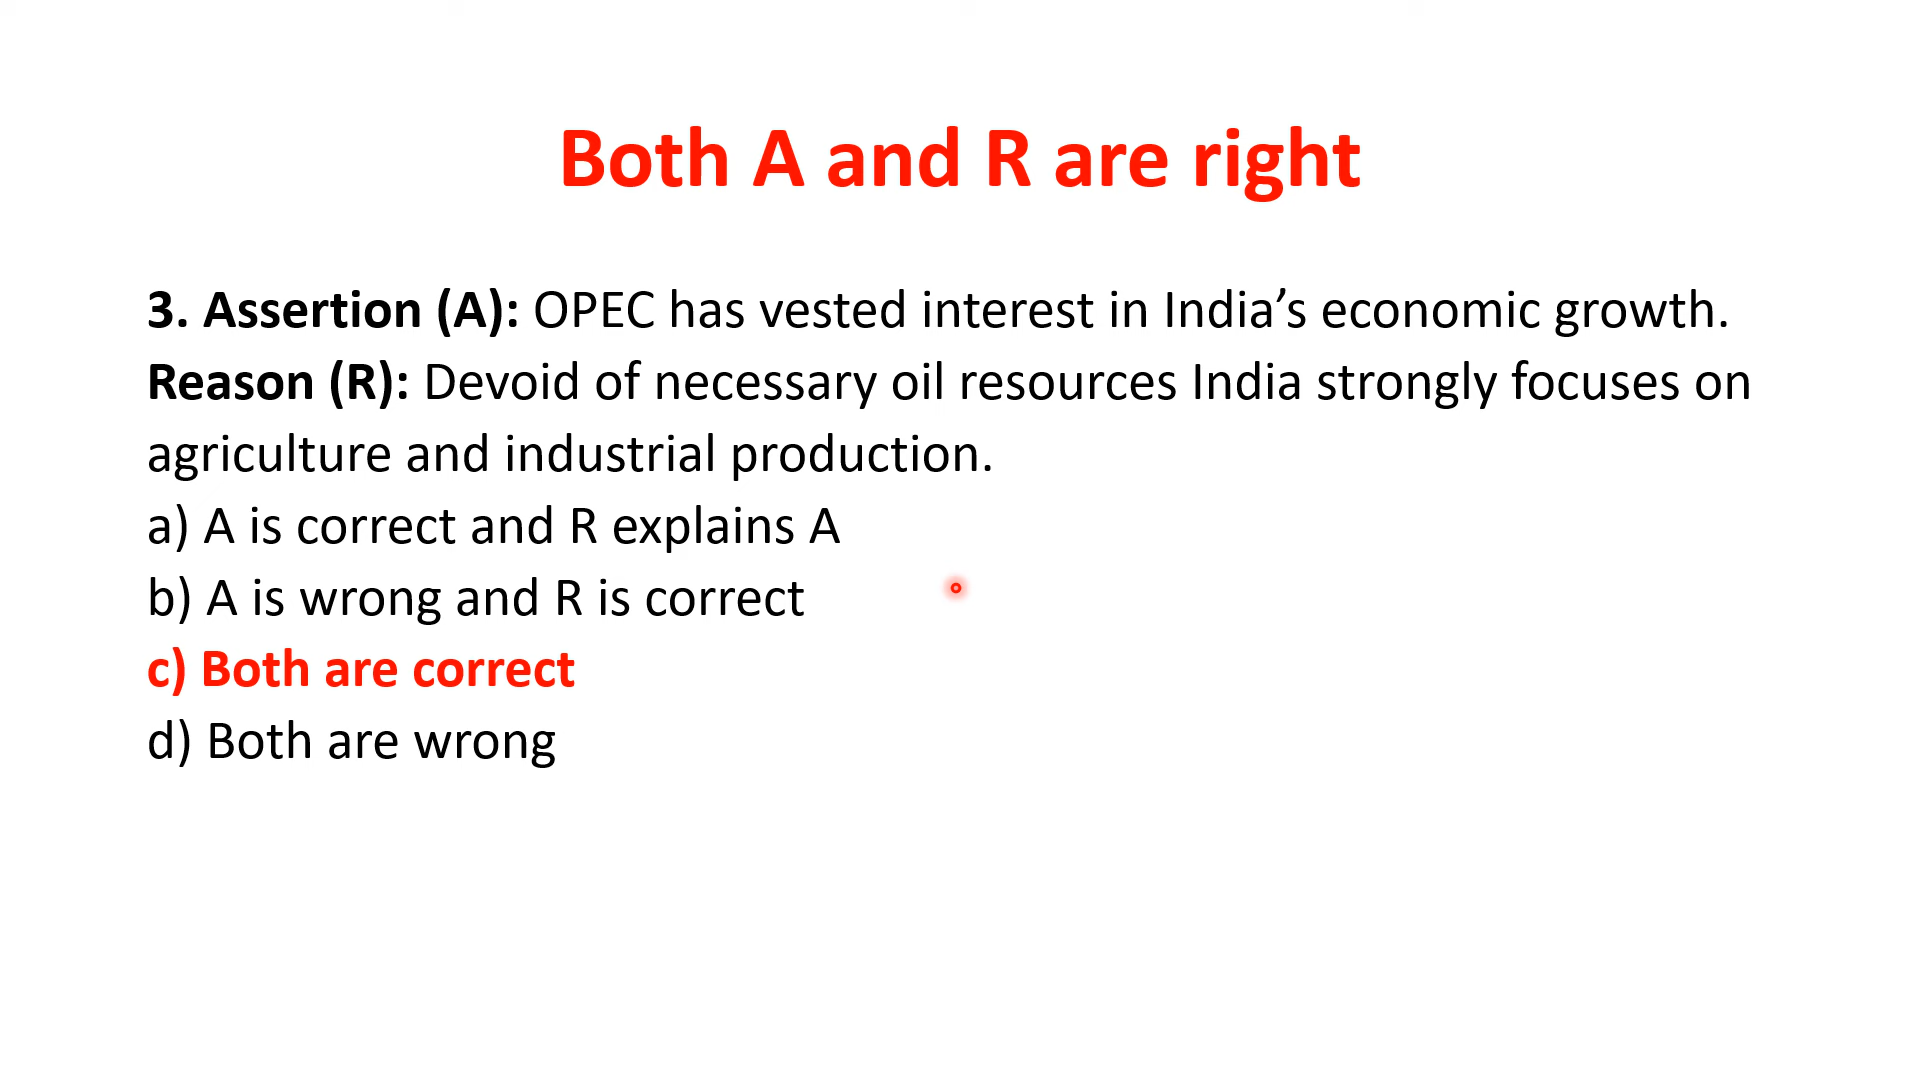 Both A and R are right
3. Assertion (A): OPEC has vested interest in India’s economic growth.
Reason (R): Devoid of necessary oil resources India strongly focuses on
agriculture and industrial production.
a) A is correct and R explains A
b) A is wrong and R is correct
c) Both are correct
d) Both are wrong